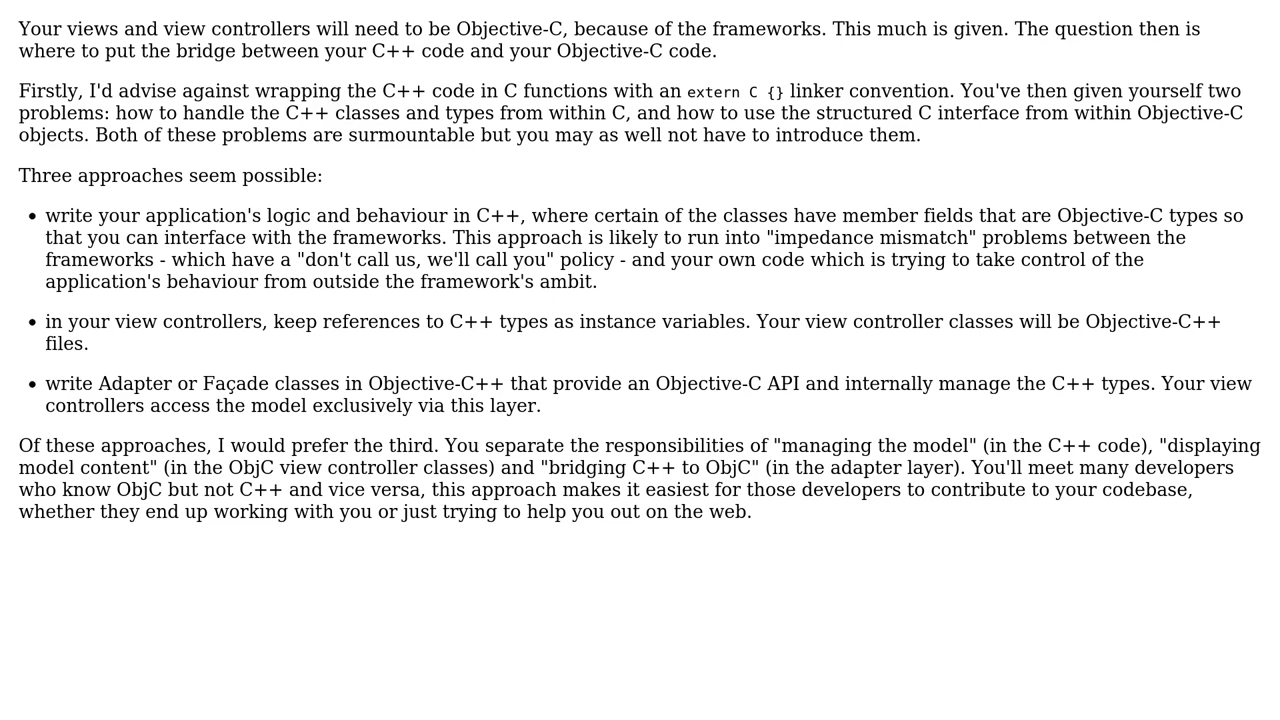 Your views and view controllers will need to be Objective-C, because of the frameworks. This much is given. The question then is
where to put the bridge between your C++ code and your Objective-C code.
Firstly, I'd advise against wrapping the C++ code in C functions with an extern C {} linker convention. You've then given yourself two
problems: how to handle the C++ classes and types from within C, and how to use the structured C interface from within Objective-C
objects. Both of these problems are surmountable but you may as well not have to introduce them.
Three approaches seem possible:
• write your application's logic and behaviour in C++, where certain of the classes have member fields that are Objective-C types so
that you can interface with the frameworks. This approach is likely to run into "impedance mismatch" problems between the
frameworks - which have a "don't call us, we'll call you" policy - and your own code which is trying to take control of the
application's behaviour from outside the framework's ambit.
• in your view controllers, keep references to C++ types as instance variables. Your view controller classes will be Objective-C++
files.
• write Adapter or Façade classes in Objective-C++ that provide an Objective-C API and internally manage the C++ types. Your view
controllers access the model exclusively via this layer.
Of these approaches, I would prefer the third. You separate the responsibilities of "managing the model" (in the C++ code), "displaying
model content" (in the ObjC view controller classes) and "bridging C++ to ObjC" (in the adapter layer). You'll meet many developers
who know ObjC but not C++ and vice versa, this approach makes it easiest for those developers to contribute to your codebase,
whether they end up working with you or just trying to help you out on the web.